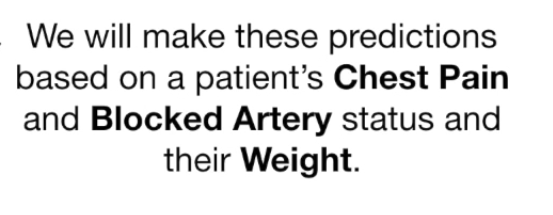 We will make these predictions
based on a patient’s Chest Pain
and Blocked Artery status and
their Weight.